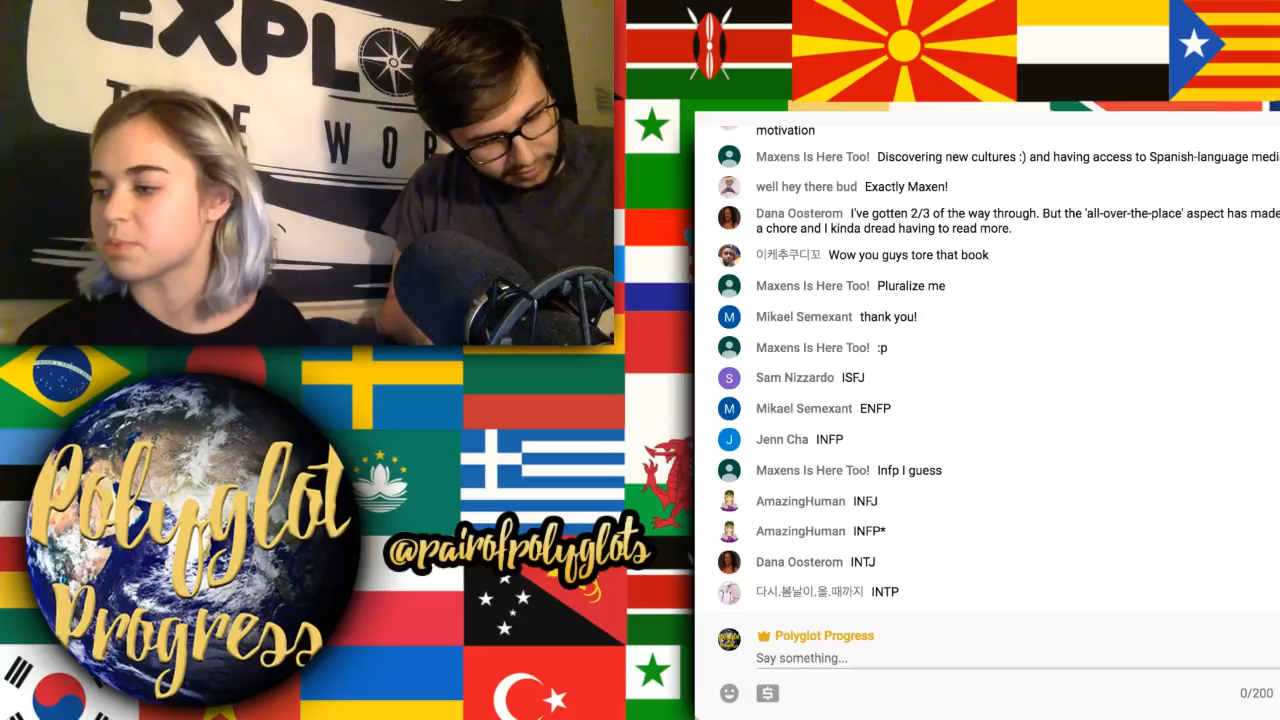 EXPLO
THE WOR
motivation
Maxens Is Here Too! Discovering new cultures :) and having access to Spanish-language medi
well hey there bud Exactly Maxen!
Dana Oosterom I've gotten 2/3 of the way through. But the 'all-over-the-place' aspect has made
a chore and I kinda dread having to read more.
이케추쿠디꼬 Wow you guys tore that book
Maxens Is Here Too! Pluralize me
M Mikael Semexant thank you!
Maxens Is Here Too! :p
S Sam Nizzardo ISFJ
M Mikael Semexant ENFP
J Jenn Cha INFP
Maxens Is Here Too! Infp I guess
AmazingHuman INFJ
AmazingHuman INFP*
Dana Oosterom INTJ
다시.봄날이.올.때까지 INTP
Polyglot Progress
Say something...
0/200
Polyglot
Progress
@pairofpolyglots